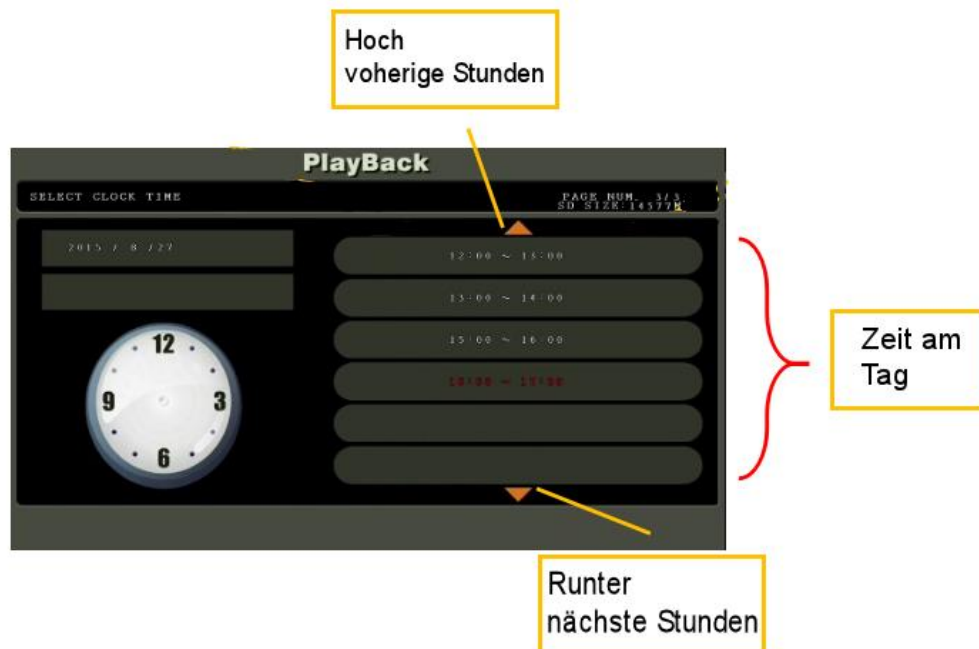 Hoch
voherige Stunden
PlayBack
SELECT CLOCK TIME
PAGE NUM. 3/3
SD SIZE:14577M
2015 / 8 /27
12:00 ~ 13:00
13:00 ~ 14:00
15:00 ~ 16:00
12
9
3
6
Zeit am
Tag
Runter
nächste Stunden